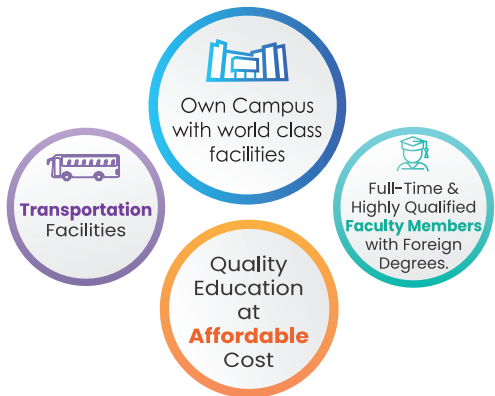 Own Campus
with world class
facilities
Transportation
Facilities
Full-Time &
Highly Qualified
Faculty Members
with Foreign
Degrees.
Quality
Education
at
Affordable
Cost